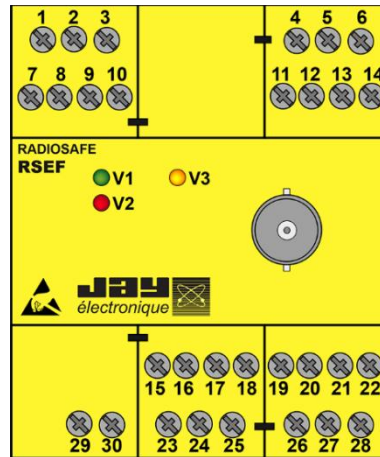 1 2 3 4 5 6
7 8 9 10 11 12 13 14
RADIOSAFE
RSEF
V1 V3
V2
JAY
électronique
15 16 17 18 19 20 21 22
29 30 23 24 25 26 27 28